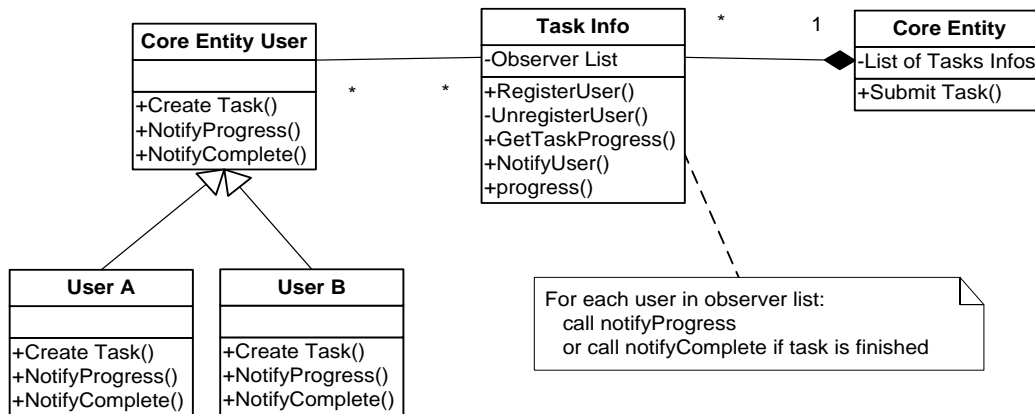 Core Entity User
+Create Task()
+NotifyProgress()
+NotifyComplete()
*
*
Task Info
-Observer List
+RegisterUser()
-UnregisterUser()
+GetTaskProgress()
+NotifyUser()
+progress()
*
1
Core Entity
-List of Tasks Infos
+Submit Task()
User A
+Create Task()
+NotifyProgress()
+NotifyComplete()
User B
+Create Task()
+NotifyProgress()
+NotifyComplete()
For each user in observer list:
call notifyProgress
or call notifyComplete if task is finished